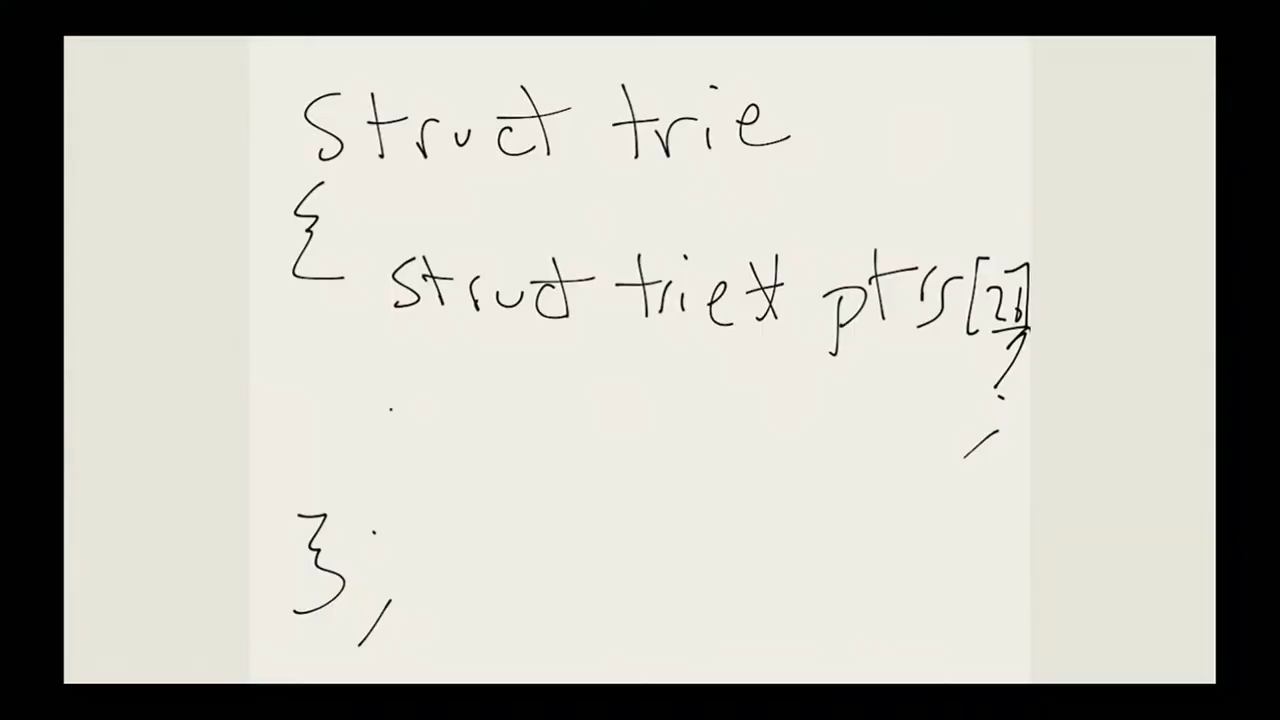 struct trie
{
struct trie* ptrs[26]
;
};